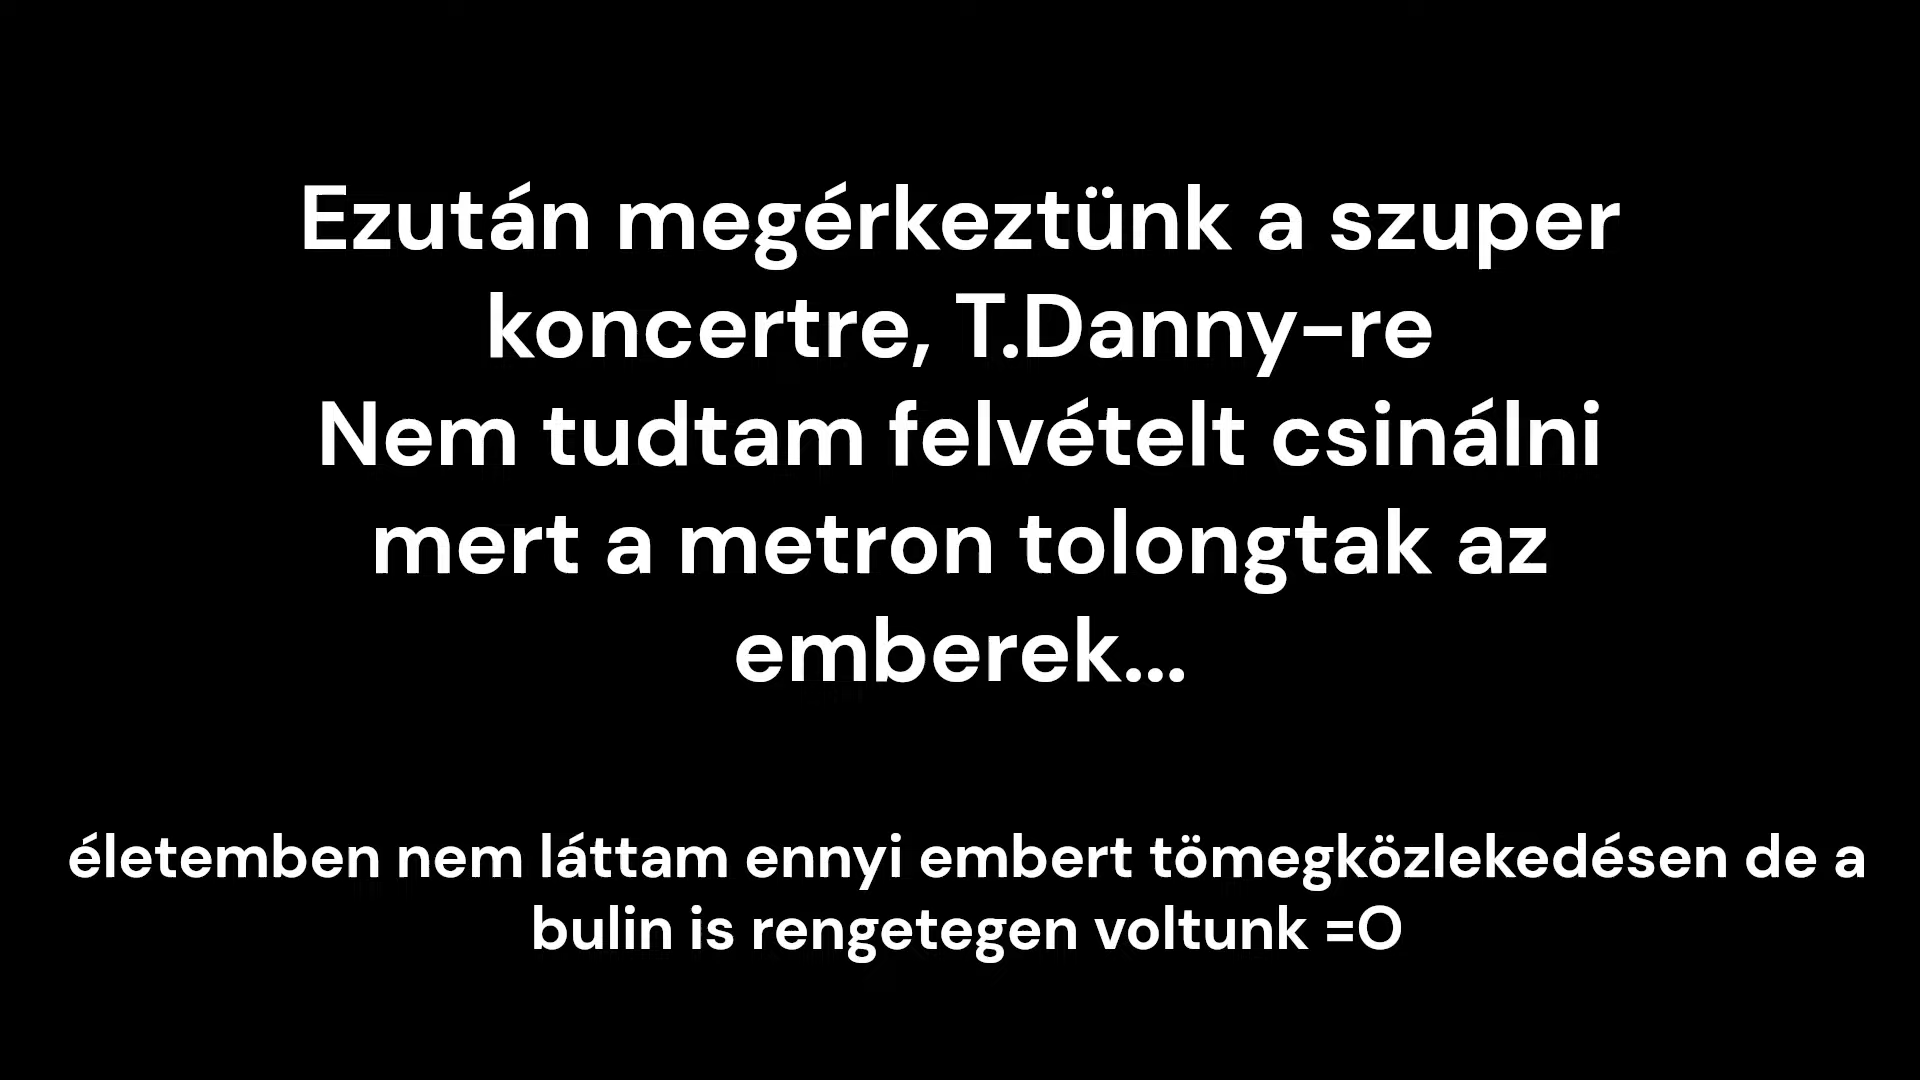 Ezután megérkeztünk a szuper
koncertre, T.Danny-re
Nem tudtam felvételt csinálni
mert a metron tolongtak az
emberek...
életemben nem láttam ennyi embert tömegközlekedésen de a
bulin is rengetegen voltunk =O